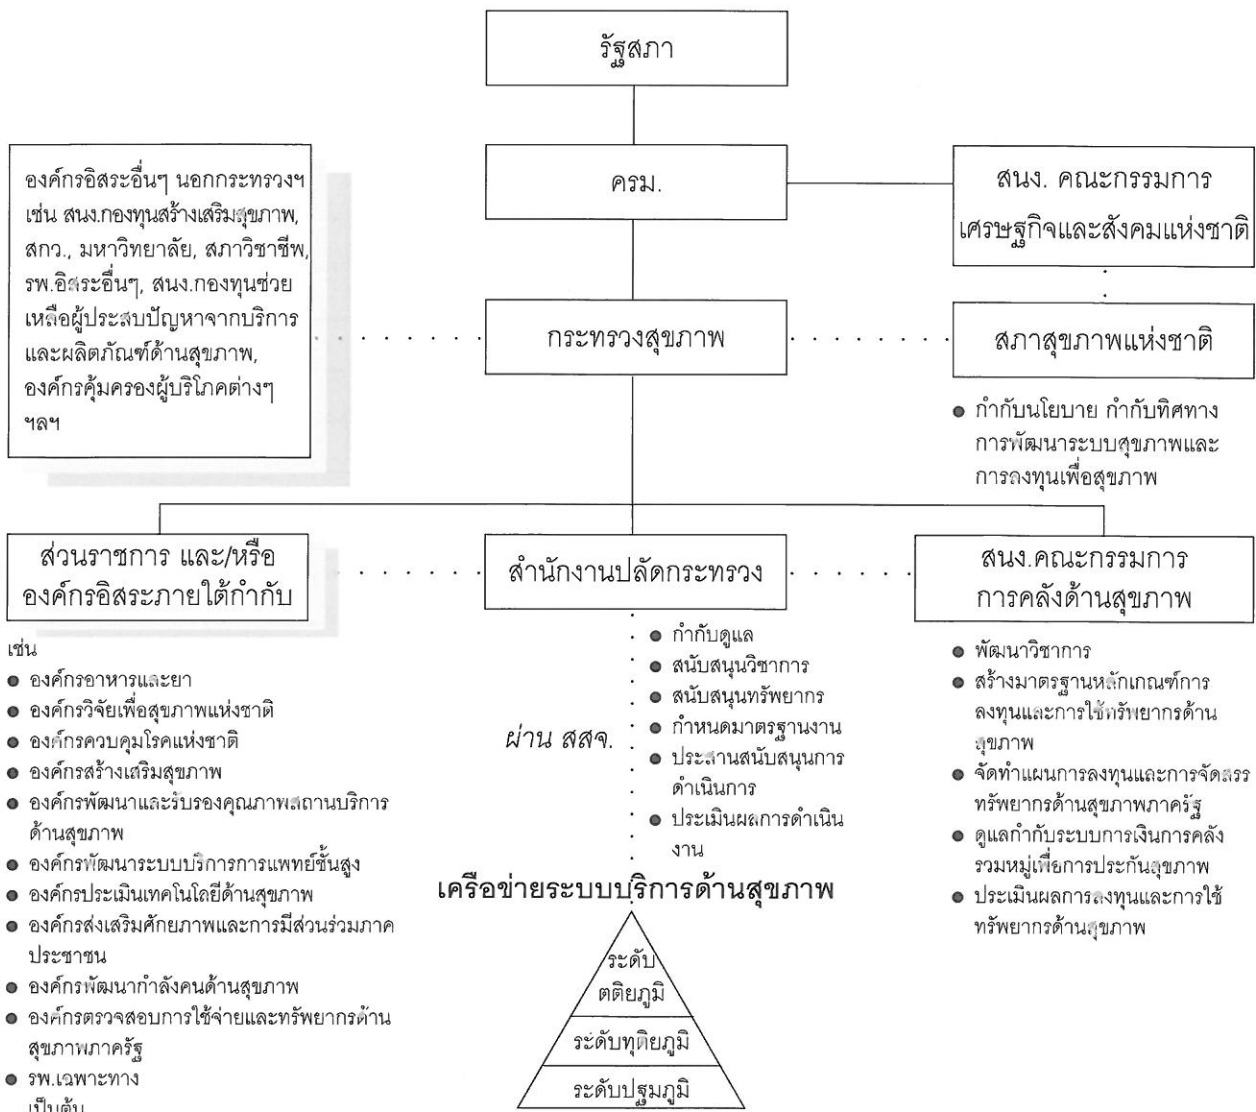 รัฐสภา
องค์กรอิสระอื่นๆ นอกกระทรวงฯ
เช่น สนง.กองทุนสร้างเสริมสุขภาพ,
สกว., มหาวิทยาลัย, สภาวิชาชีพ,
รพ.อิสระอื่นๆ, สนง.กองทุนช่วย
เหลือผู้ประสบปัญหาจากบริการ
และผลิตภัณฑ์ด้านสุขภาพ,
องค์กรคุ้มครองผู้บริโภคต่างๆ
ฯลฯ
ครม.
สนง. คณะกรรมการ
เศรษฐกิจและสังคมแห่งชาติ
กระทรวงสุขภาพ
สภาสุขภาพแห่งชาติ
● กำกับนโยบาย กำกับทิศทาง
การพัฒนาระบบสุขภาพและ
การลงทุนเพื่อสุขภาพ
ส่วนราชการ และ/หรือ
องค์กรอิสระภายใต้กำกับ
เช่น
● องค์กรอาหารและยา
● องค์กรวิจัยเพื่อสุขภาพแห่งชาติ
● องค์กรควบคุมโรคแห่งชาติ
● องค์กรสร้างเสริมสุขภาพ
● องค์กรพัฒนาและรับรองคุณภาพสถานบริการ
ด้านสุขภาพ
● องค์กรพัฒนาระบบบริการการแพทย์ชั้นสูง
● องค์กรประเมินเทคโนโลยีด้านสุขภาพ
● องค์กรส่งเสริมศักยภาพและการมีส่วนร่วมภาค
ประชาชน
● องค์กรพัฒนากำลังคนด้านสุขภาพ
● องค์กรตรวจสอบการใช้จ่ายและทรัพยากรด้าน
สุขภาพภาครัฐ
● รพ.เฉพาะทาง
เป็นต้น
สำนักงานปลัดกระทรวง
● กำกับดูแล
● สนับสนุนวิชาการ
● สนับสนุนทรัพยากร
● กำหนดมาตรฐานงาน
● ประสานสนับสนุนการ
ดำเนินการ
● ประเมินผลการดำเนิน
งาน
ผ่าน สสจ.
เครือข่ายระบบบริการด้านสุขภาพ
ระดับ
ตติยภูมิ
ระดับทุติยภูมิ
ระดับปฐมภูมิ
สนง.คณะกรรมการ
การคลังด้านสุขภาพ
● พัฒนาวิชาการ
● สร้างมาตรฐานหลักเกณฑ์การ
ลงทุนและการใช้ทรัพยากรด้าน
สุขภาพ
● จัดทำแผนการลงทุนและการจัดสรร
ทรัพยากรด้านสุขภาพภาครัฐ
● ดูแลกำกับระบบการเงินการคลัง
รวมหมู่เพื่อการประกันสุขภาพ
● ประเมินผลการลงทุนและการใช้
ทรัพยากรด้านสุขภาพ